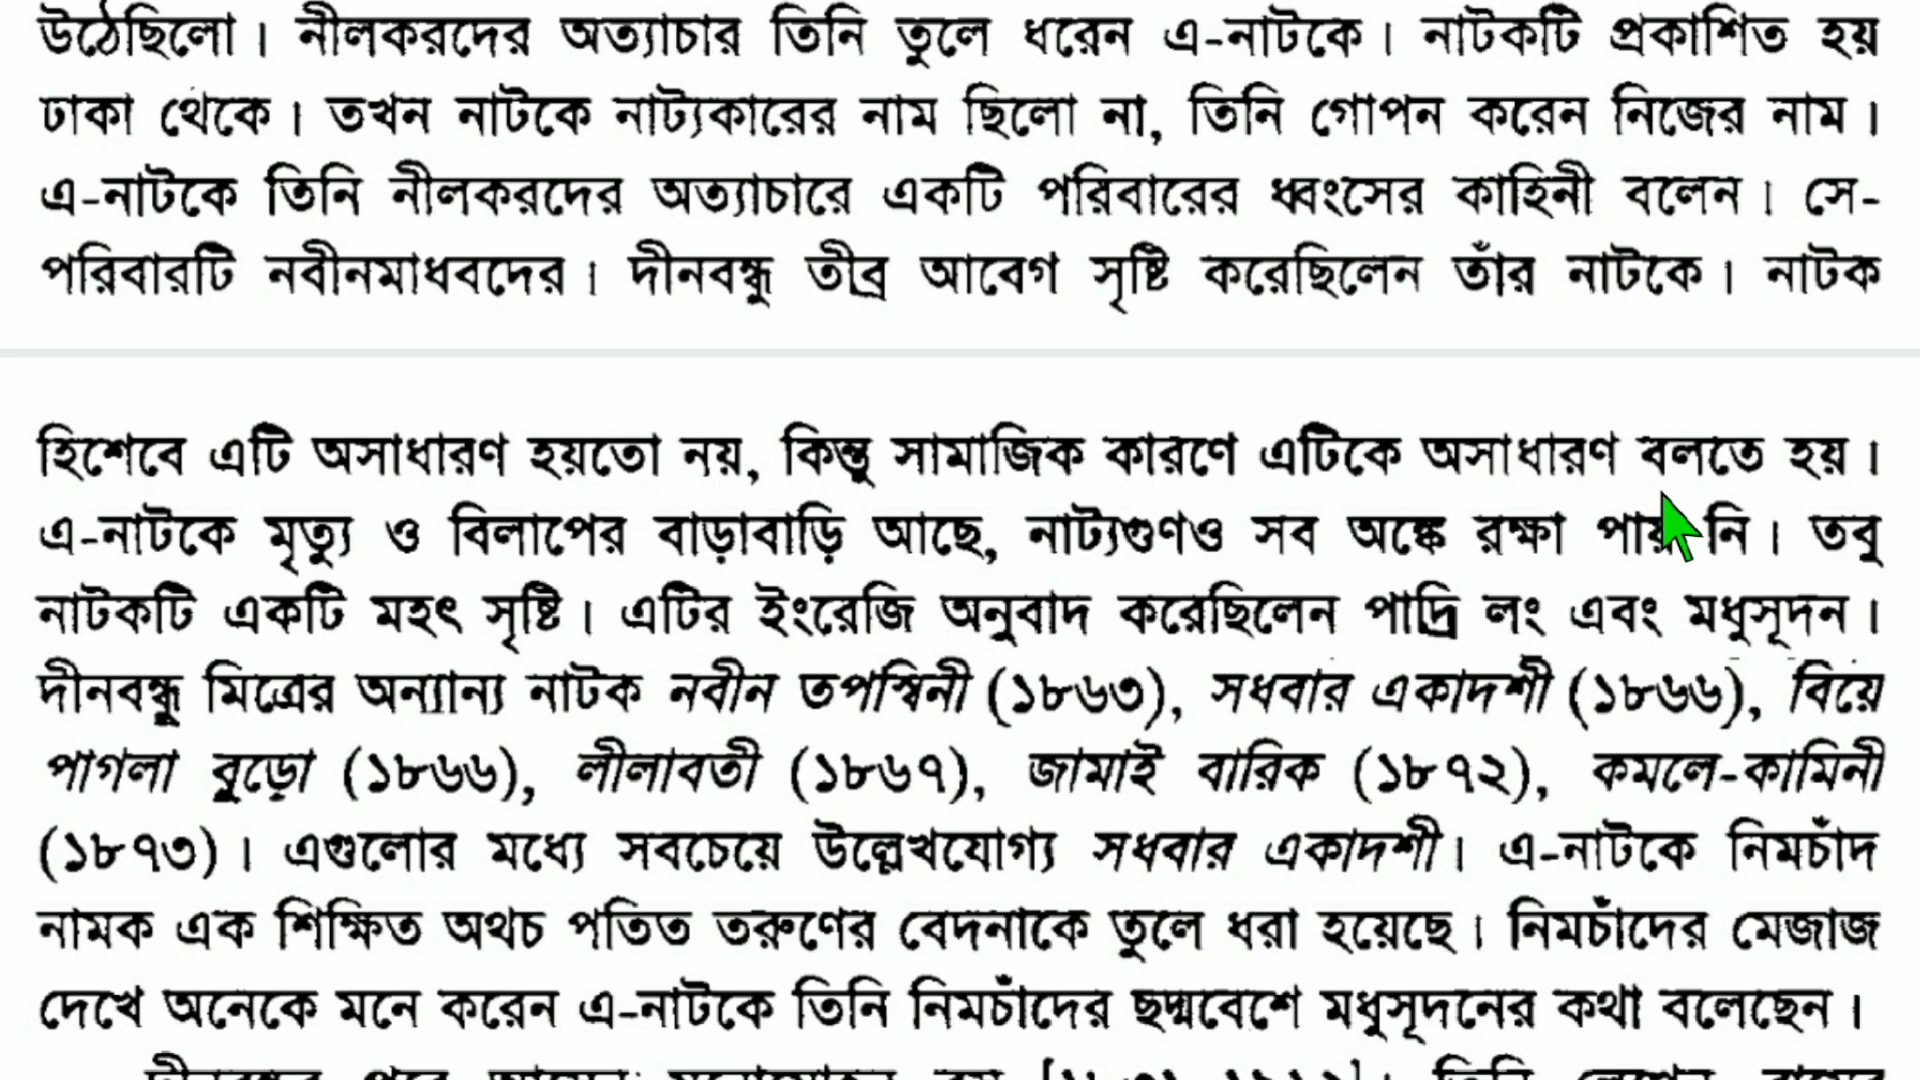 উঠেছিলো। নীলকরদের অত্যাচার তিনি তুলে ধরেন এ-নাটকে। নাটকটি প্রকাশিত হয়
ঢাকা থেকে। তখন নাটকে নাট্যকারের নাম ছিলো না, তিনি গোপন করেন নিজের নাম।
এ-নাটকে তিনি নীলকরদের অত্যাচারে একটি পরিবারের ধ্বংসের কাহিনী বলেন। সে-
পরিবারটি নবীনমাধবদের। দীনবন্ধু তীব্র আবেগ সৃষ্টি করেছিলেন তাঁর নাটকে। নাটক
হিশেবে এটি অসাধারণ হয়তো নয়, কিন্তু সামাজিক কারণে এটিকে অসাধারণ বলতে হয়।
এ-নাটকে মৃত্যু ও বিলাপের বাড়াবাড়ি আছে, নাট্যগুণও সব অঙ্কে রক্ষা পায় নি। তবু
নাটকটি একটি মহৎ সৃষ্টি। এটির ইংরেজি অনুবাদ করেছিলেন পাদ্রি লং এবং মধুসূদন।
দীনবন্ধু মিত্রের অন্যান্য নাটক নবীন তপস্বিনী (১৮৬৩), সধবার একাদশী (১৮৬৬), বিয়ে
পাগলা বুড়ো (১৮৬৬), লীলাবতী (১৮৬৭), জামাই বারিক (১৮৭২), কমলে-কামিনী
(১৮৭৩)। এগুলোর মধ্যে সবচেয়ে উল্লেখযোগ্য সধবার একাদশী। এ-নাটকে নিমচাঁদ
নামক এক শিক্ষিত অথচ পতিত তরুণের বেদনাকে তুলে ধরা হয়েছে। নিমচাঁদের মেজাজ
দেখে অনেকে মনে করেন এ-নাটকে তিনি নিমচাঁদের ছদ্মবেশে মধুসূদনের কথা বলেছেন।